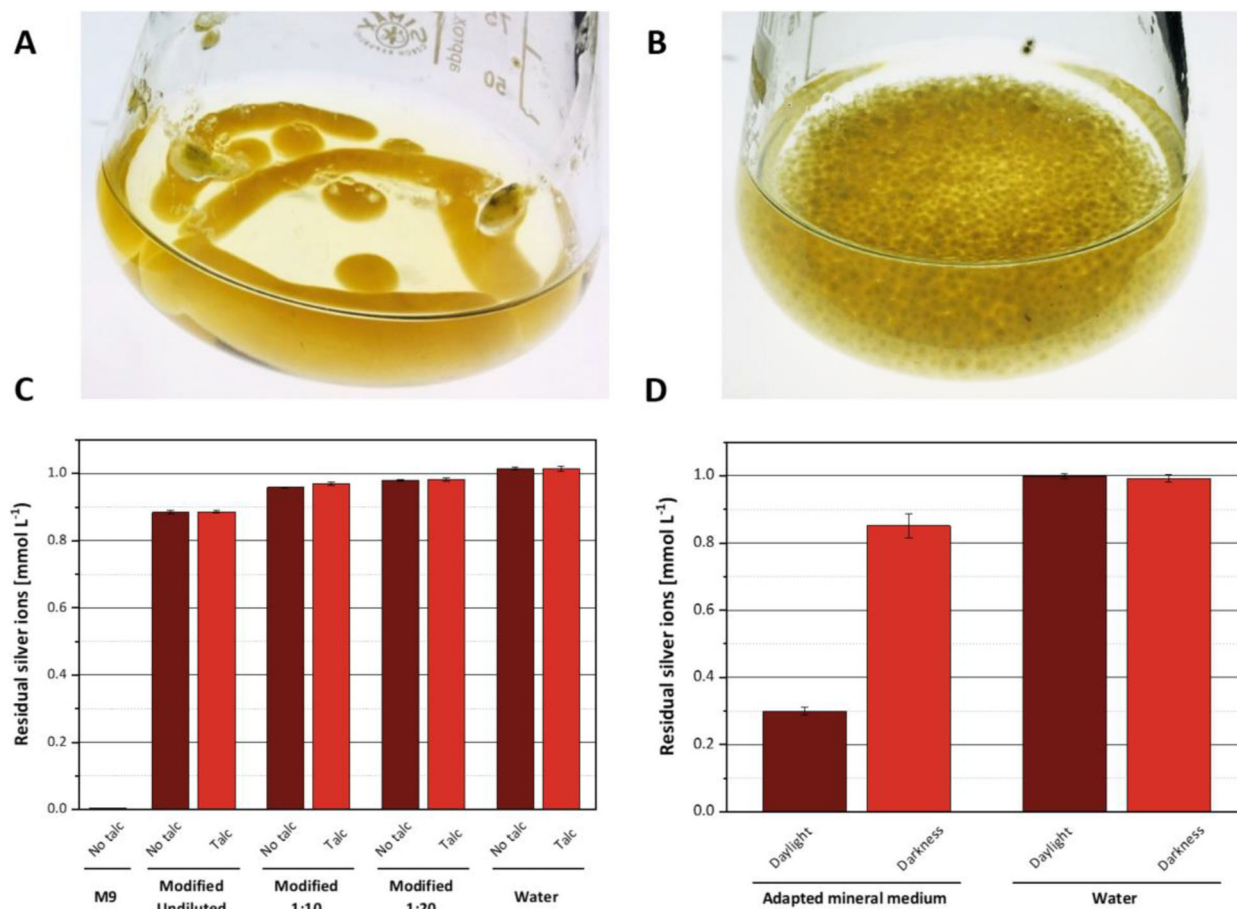 A
B
50
C
D
Residual silver ions [mmol L-1]
1.0
0.8
0.6
0.4
0.2
0.0
No talc
No talc
Talc
No talc
Talc
No talc
Talc
No talc
Talc
M9
Modified
Undiluted
Modified
1:10
Modified
1:20
Water
Residual silver ions [mmol L-1]
1.0
0.8
0.6
0.4
0.2
0.0
Daylight
Darkness
Daylight
Darkness
Adapted mineral medium
Water